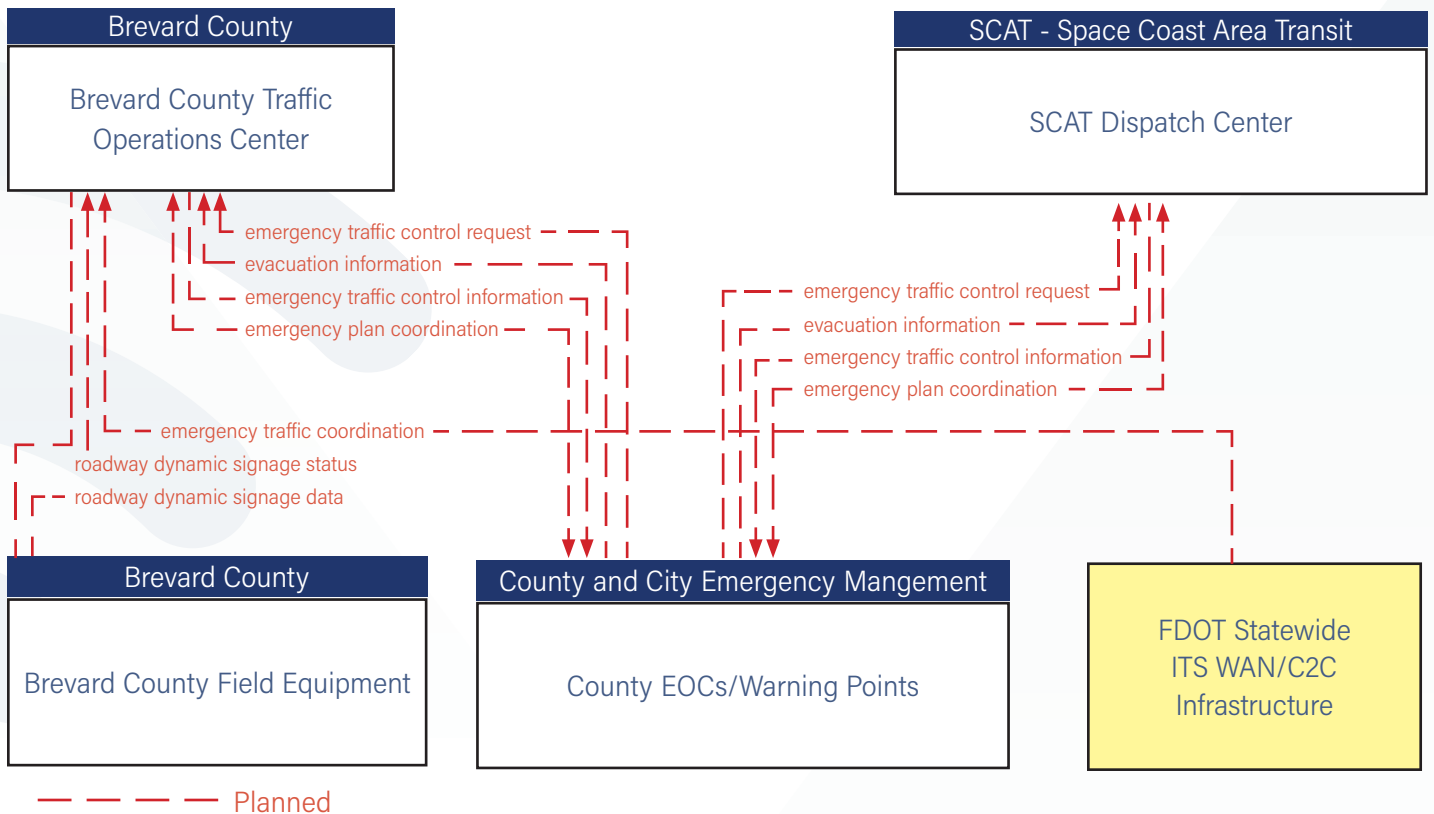 Brevard County
Brevard County Traffic
Operations Center
SCAT - Space Coast Area Transit
SCAT Dispatch Center
emergency traffic control request
evacuation information
emergency traffic control information
emergency plan coordination
emergency traffic control request
evacuation information
emergency traffic control information
emergency plan coordination
emergency traffic coordination
roadway dynamic signage status
roadway dynamic signage data
Brevard County
Brevard County Field Equipment
County and City Emergency Mangement
County EOCs/Warning Points
FDOT Statewide
ITS WAN/C2C
Infrastructure
Planned